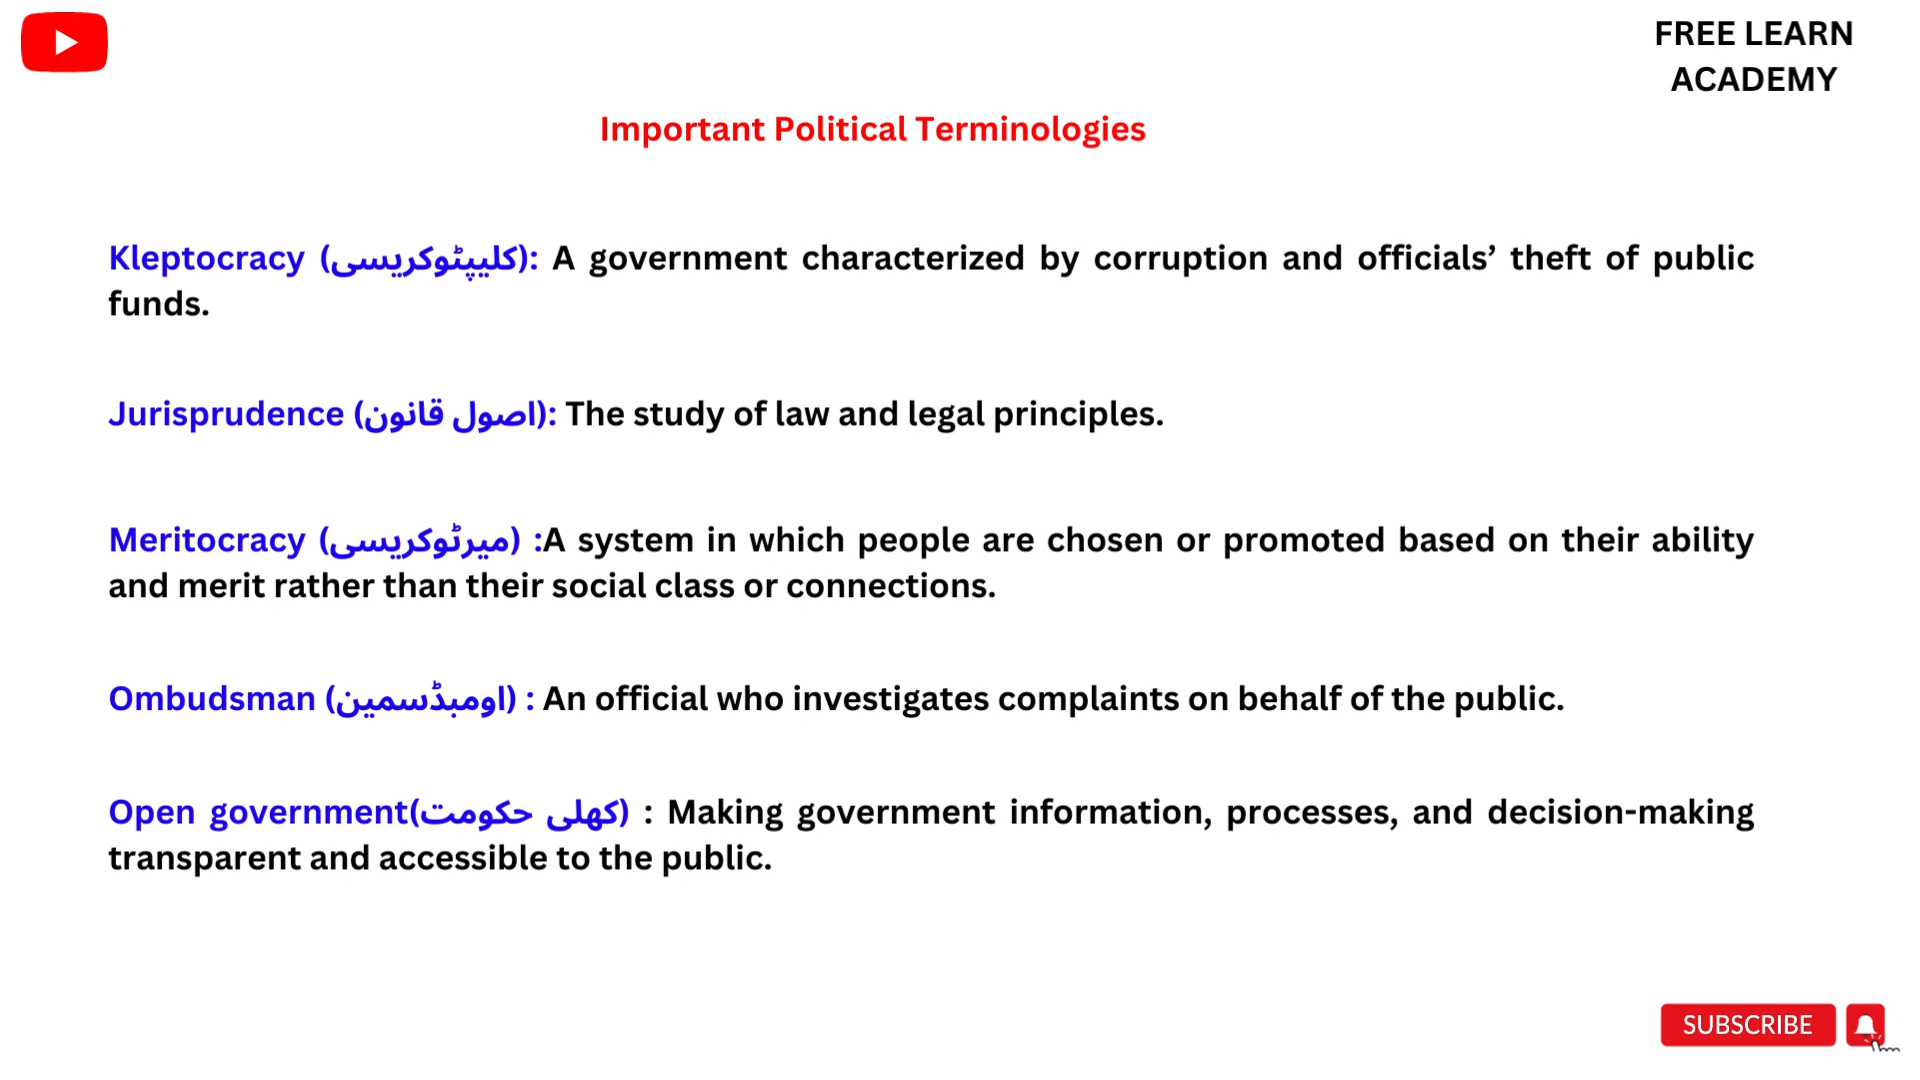 FREE LEARN
ACADEMY
Important Political Terminologies
Kleptocracy (کلیپٹوکریسی): A government characterized by corruption and officials’ theft of public
funds.
Jurisprudence (اصول قانون): The study of law and legal principles.
Meritocracy (میرٹوکریسی) :A system in which people are chosen or promoted based on their ability
and merit rather than their social class or connections.
Ombudsman (اومبڈسمین) : An official who investigates complaints on behalf of the public.
Open government(کھلی حکومت) : Making government information, processes, and decision-making
transparent and accessible to the public.
SUBSCRIBE